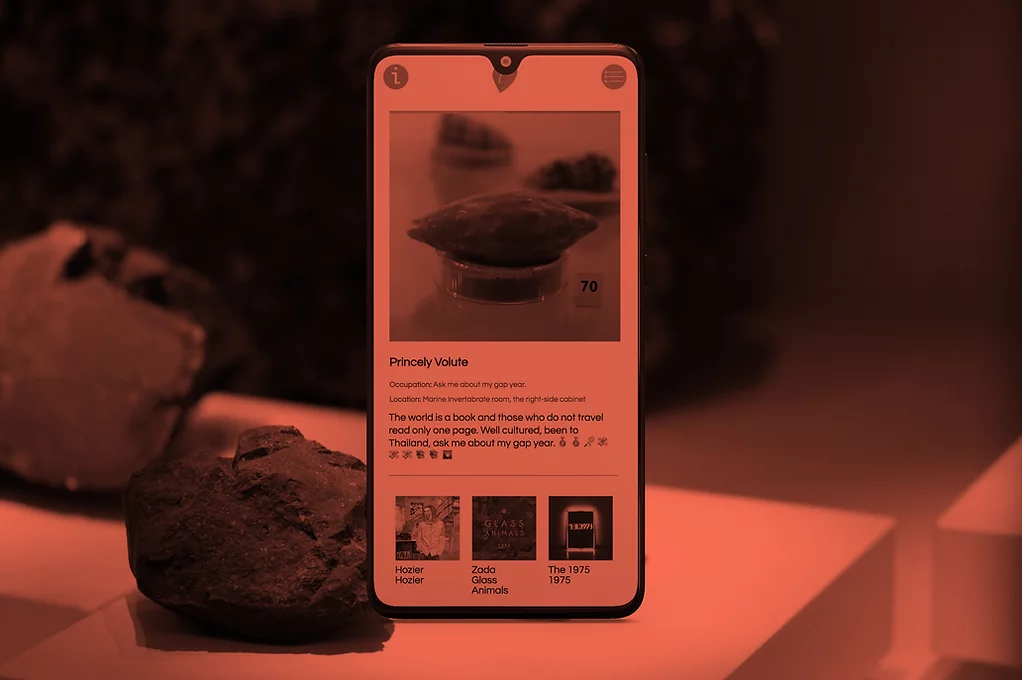 i
70
Princely Volute
Occupation: Ask me about my gap year.
Location: Marine Invertabrate room, the right-side cabinet
The world is a book and those who do not travel
read only one page. Well cultured, been to
Thailand, ask me about my gap year.
GLASS
ANIMALS
ZABA
THE 1975
Hozier
Hozier
Zada
Glass
Animals
The 1975
1975